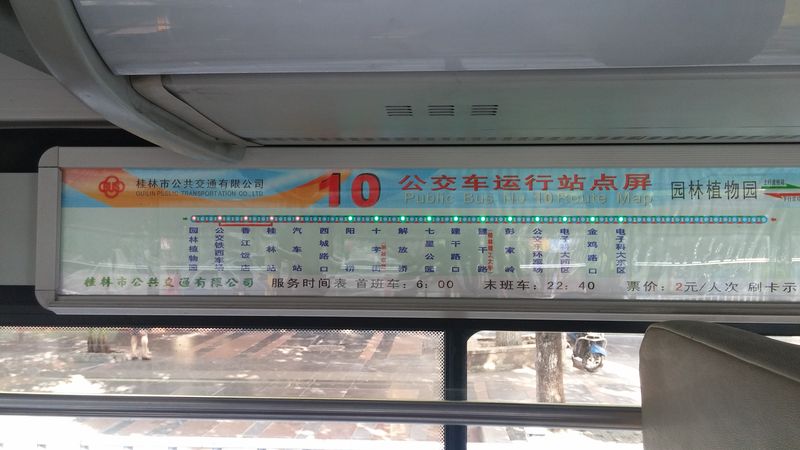 桂林市公共交通有限公司
GUILIN PUBLIC TRANSPORTATION CO., LTD
10
公交车运行站点屏
Public Bus No 10 Route Map
园林植物园
园林植物园
公交铁西车场
香江饭店
桂林站
汽车站
西城路口
阳桥
十字街
解放桥
七星公园
建干路口
建干路
彭家岭
公交东环车场
电子科大西区
金鸡路口
电子科大东区
桂林市公共交通有限公司
服务时间表 首班车：6：00 末班车：22：40 票价：2元/人次 刷卡示